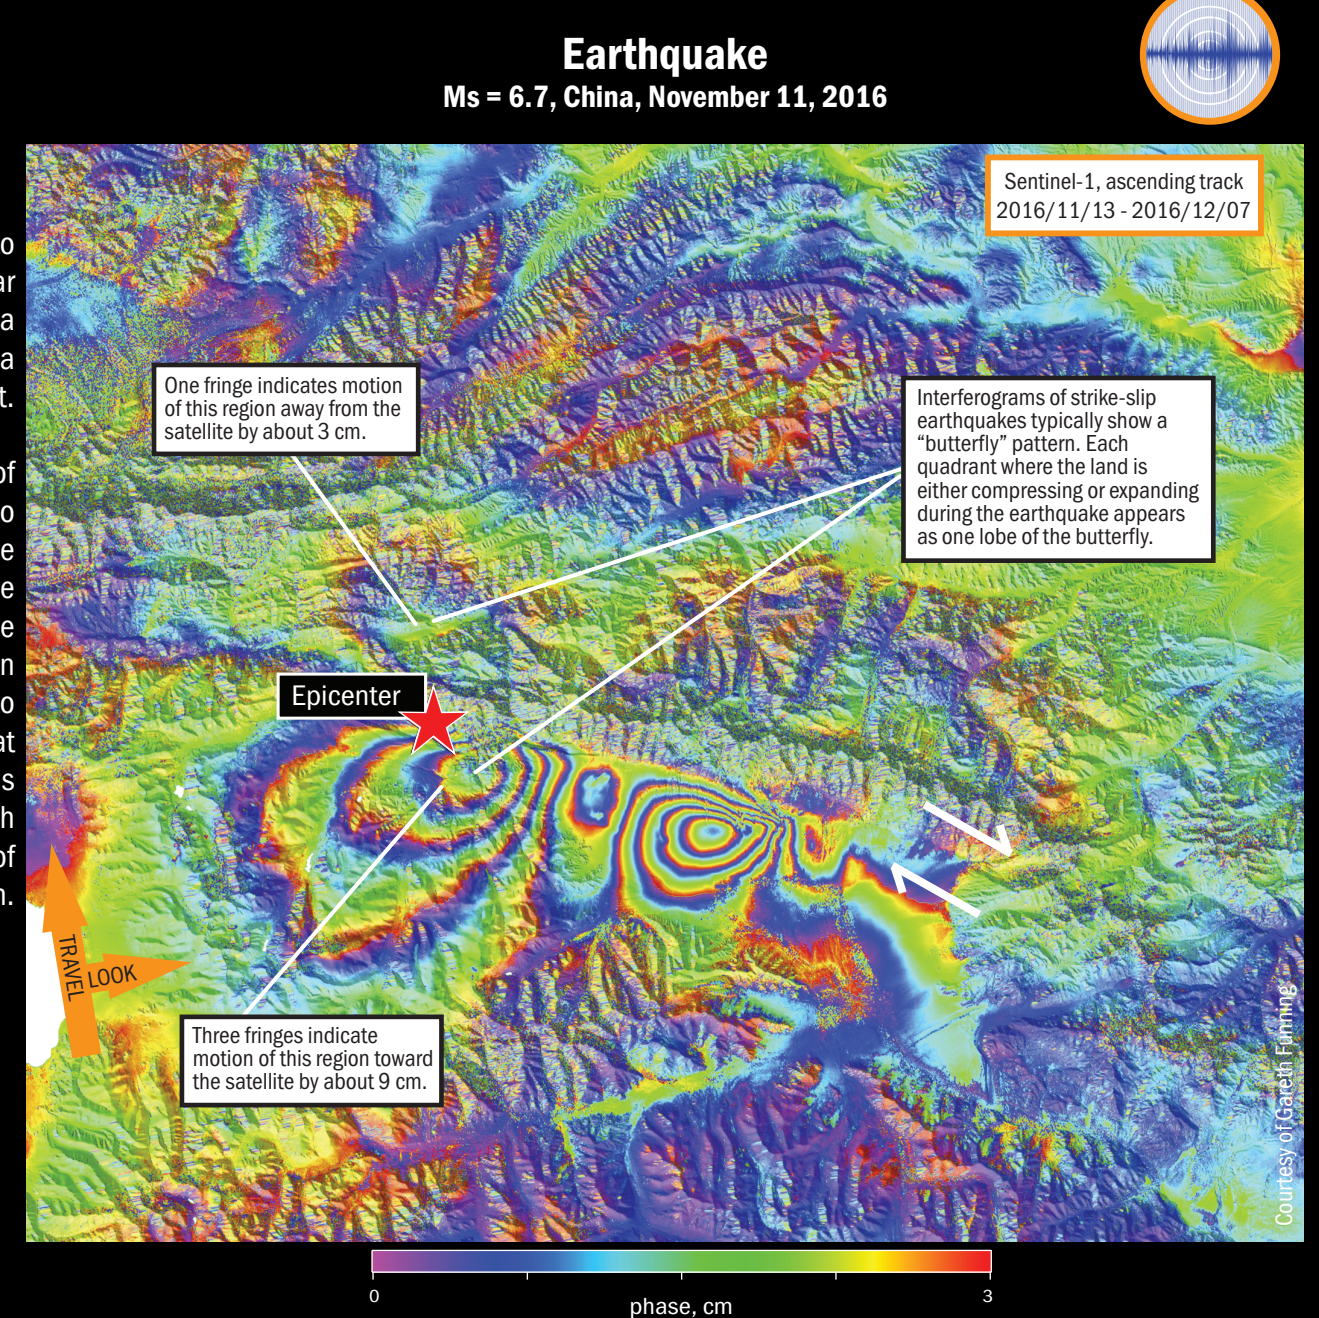 Earthquake
Ms = 6.7, China, November 11, 2016
Sentinel-1, ascending track
2016/11/13 - 2016/12/07
o
ar
a
a
t.
of
o
e
e
e
n
o
at
s
h
of
n.
One fringe indicates motion
of this region away from the
satellite by about 3 cm.
Interferograms of strike-slip
earthquakes typically show a
“butterfly” pattern. Each
quadrant where the land is
either compressing or expanding
during the earthquake appears
as one lobe of the butterfly.
Epicenter
TRAVEL
LOOK
Three fringes indicate
motion of this region toward
the satellite by about 9 cm.
Courtesy of Gareth Funning
0
3
phase, cm